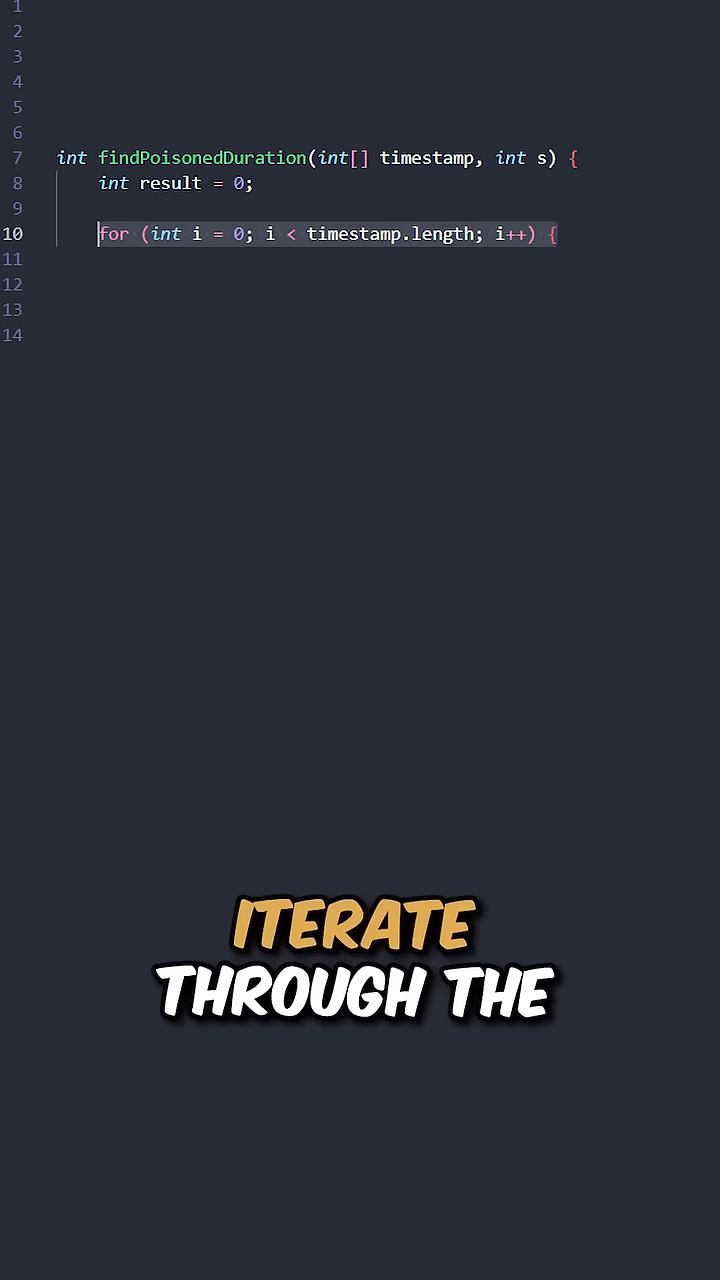 1
2
3
4
5
6
7 int findPoisonedDuration(int[] timestamp, int s) {
8 int result = 0;
9
10 for (int i = 0; i < timestamp.length; i++) {
11
12
13
14
ITERATE
THROUGH THE